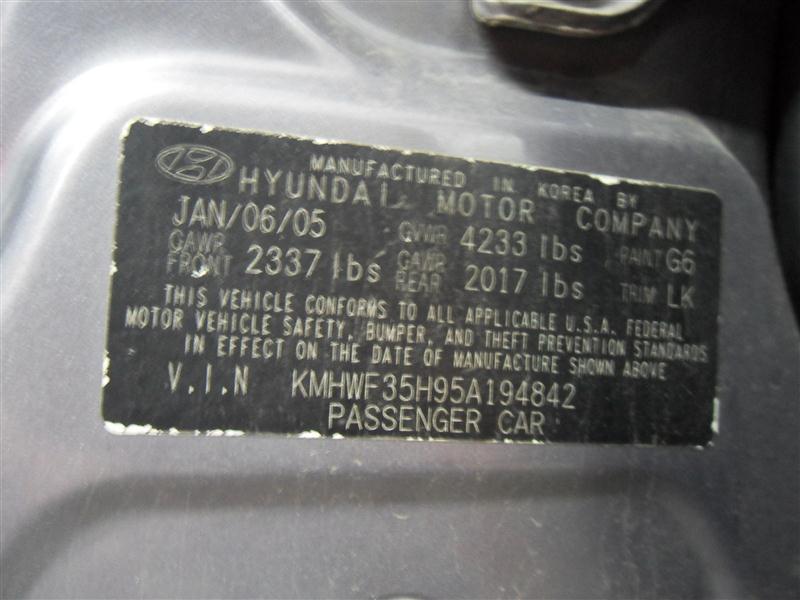 MANUFACTURED IN KOREA BY
HYUNDAI MOTOR COMPANY
JAN/06/05 GVWR 4233 lbs PAINT G6
GAWR FRONT 2337 lbs GAWR REAR 2017 lbs TRIM LK
THIS VEHICLE CONFORMS TO ALL APPLICABLE U.S.A. FEDERAL
MOTOR VEHICLE SAFETY, BUMPER, AND THEFT PREVENTION STANDARDS
IN EFFECT ON THE DATE OF MANUFACTURE SHOWN ABOVE
V.I.N KMHWF35H95A194842
PASSENGER CAR